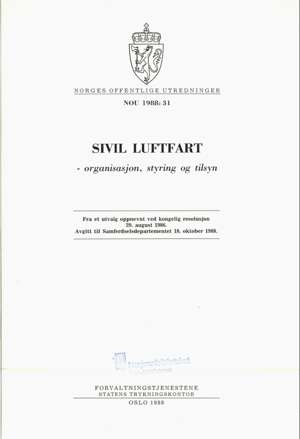 NORGES OFFENTLIGE UTREDNINGER
NOU 1988:31
SIVIL LUFTFART
- organisasjon, styring og tilsyn
Fra et utvalg oppnevnt ved kongelig resolusjon
29. august 1986.
Avgitt til Samferdselsdepartementet 10. oktober 1988.
FORVALTNINGSTJENESTENE
STATENS TRYKNINGSKONTOR
OSLO 1988